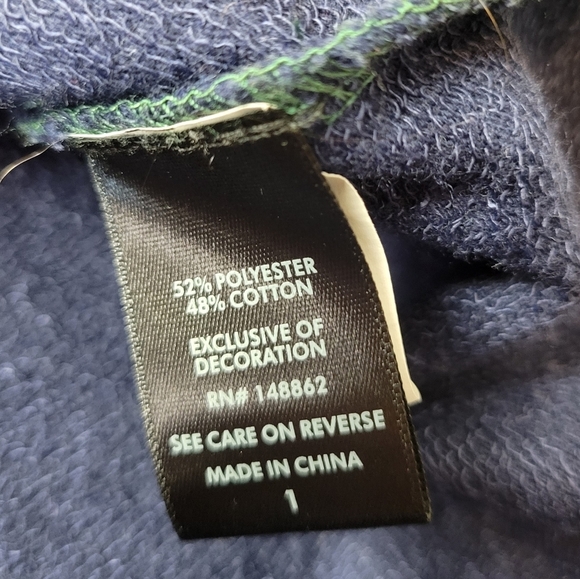 52% POLYESTER
48% COTTON
EXCLUSIVE OF
DECORATION
RN# 148862
SEE CARE ON REVERSE
MADE IN CHINA
1